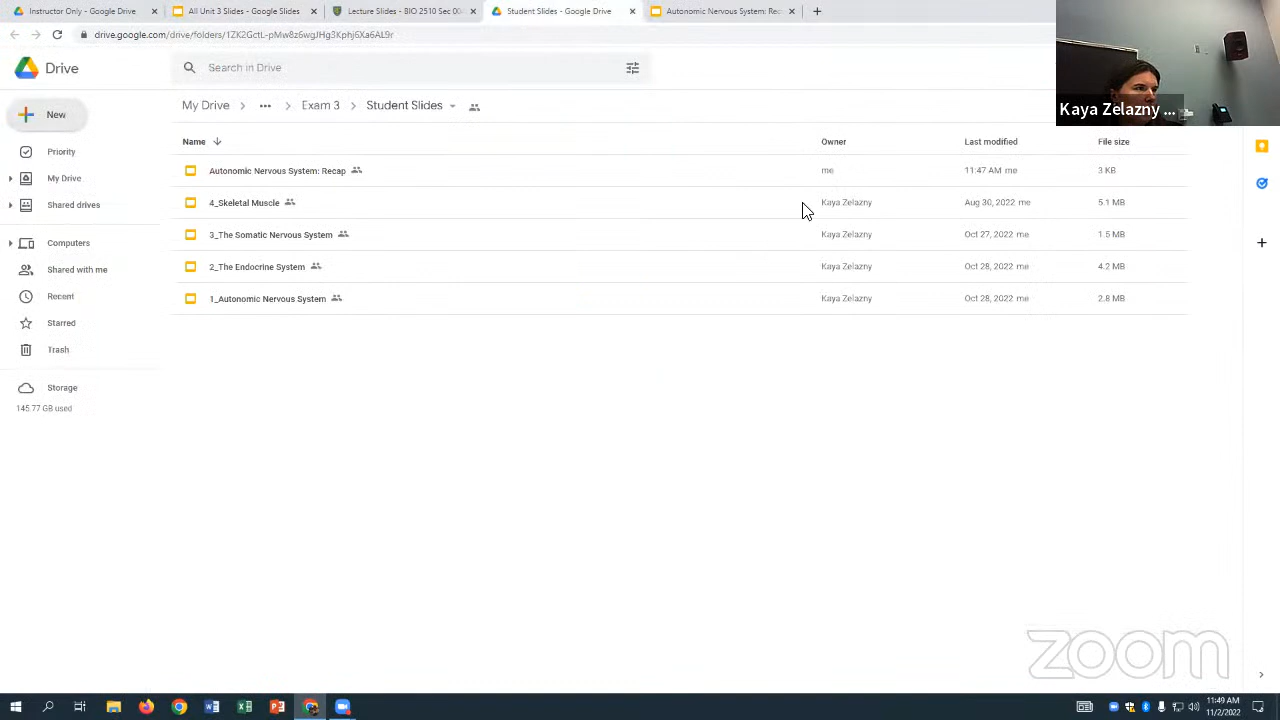 Instructor Only - Google Drive
All Unit 3 Slides - Google Slides
Lecture Slides - BIO 2510 Sec 00
Student Slides - Google Drive
Autonomic Nervous System: Rec
drive.google.com/drive/folders/
Drive
Search in Drive
New
My Drive
Exam 3
Student Slides
Kaya Zelazny ...
Name
Owner
Last modified
File size
Priority
My Drive
Shared drives
Computers
Shared with me
Recent
Starred
Trash
Storage
145.77 GB used
Autonomic Nervous System: Recap me 11:47 AM me 3 KB
4_Skeletal Muscle Kaya Zelazny Aug 30, 2022 me 5.1 MB
3_The Somatic Nervous System Kaya Zelazny Oct 27, 2022 me 1.5 MB
2_The Endocrine System Kaya Zelazny Oct 28, 2022 me 4.2 MB
1_Autonomic Nervous System Kaya Zelazny Oct 28, 2022 me 2.8 MB
zoom
11:49 AM
11/2/2022